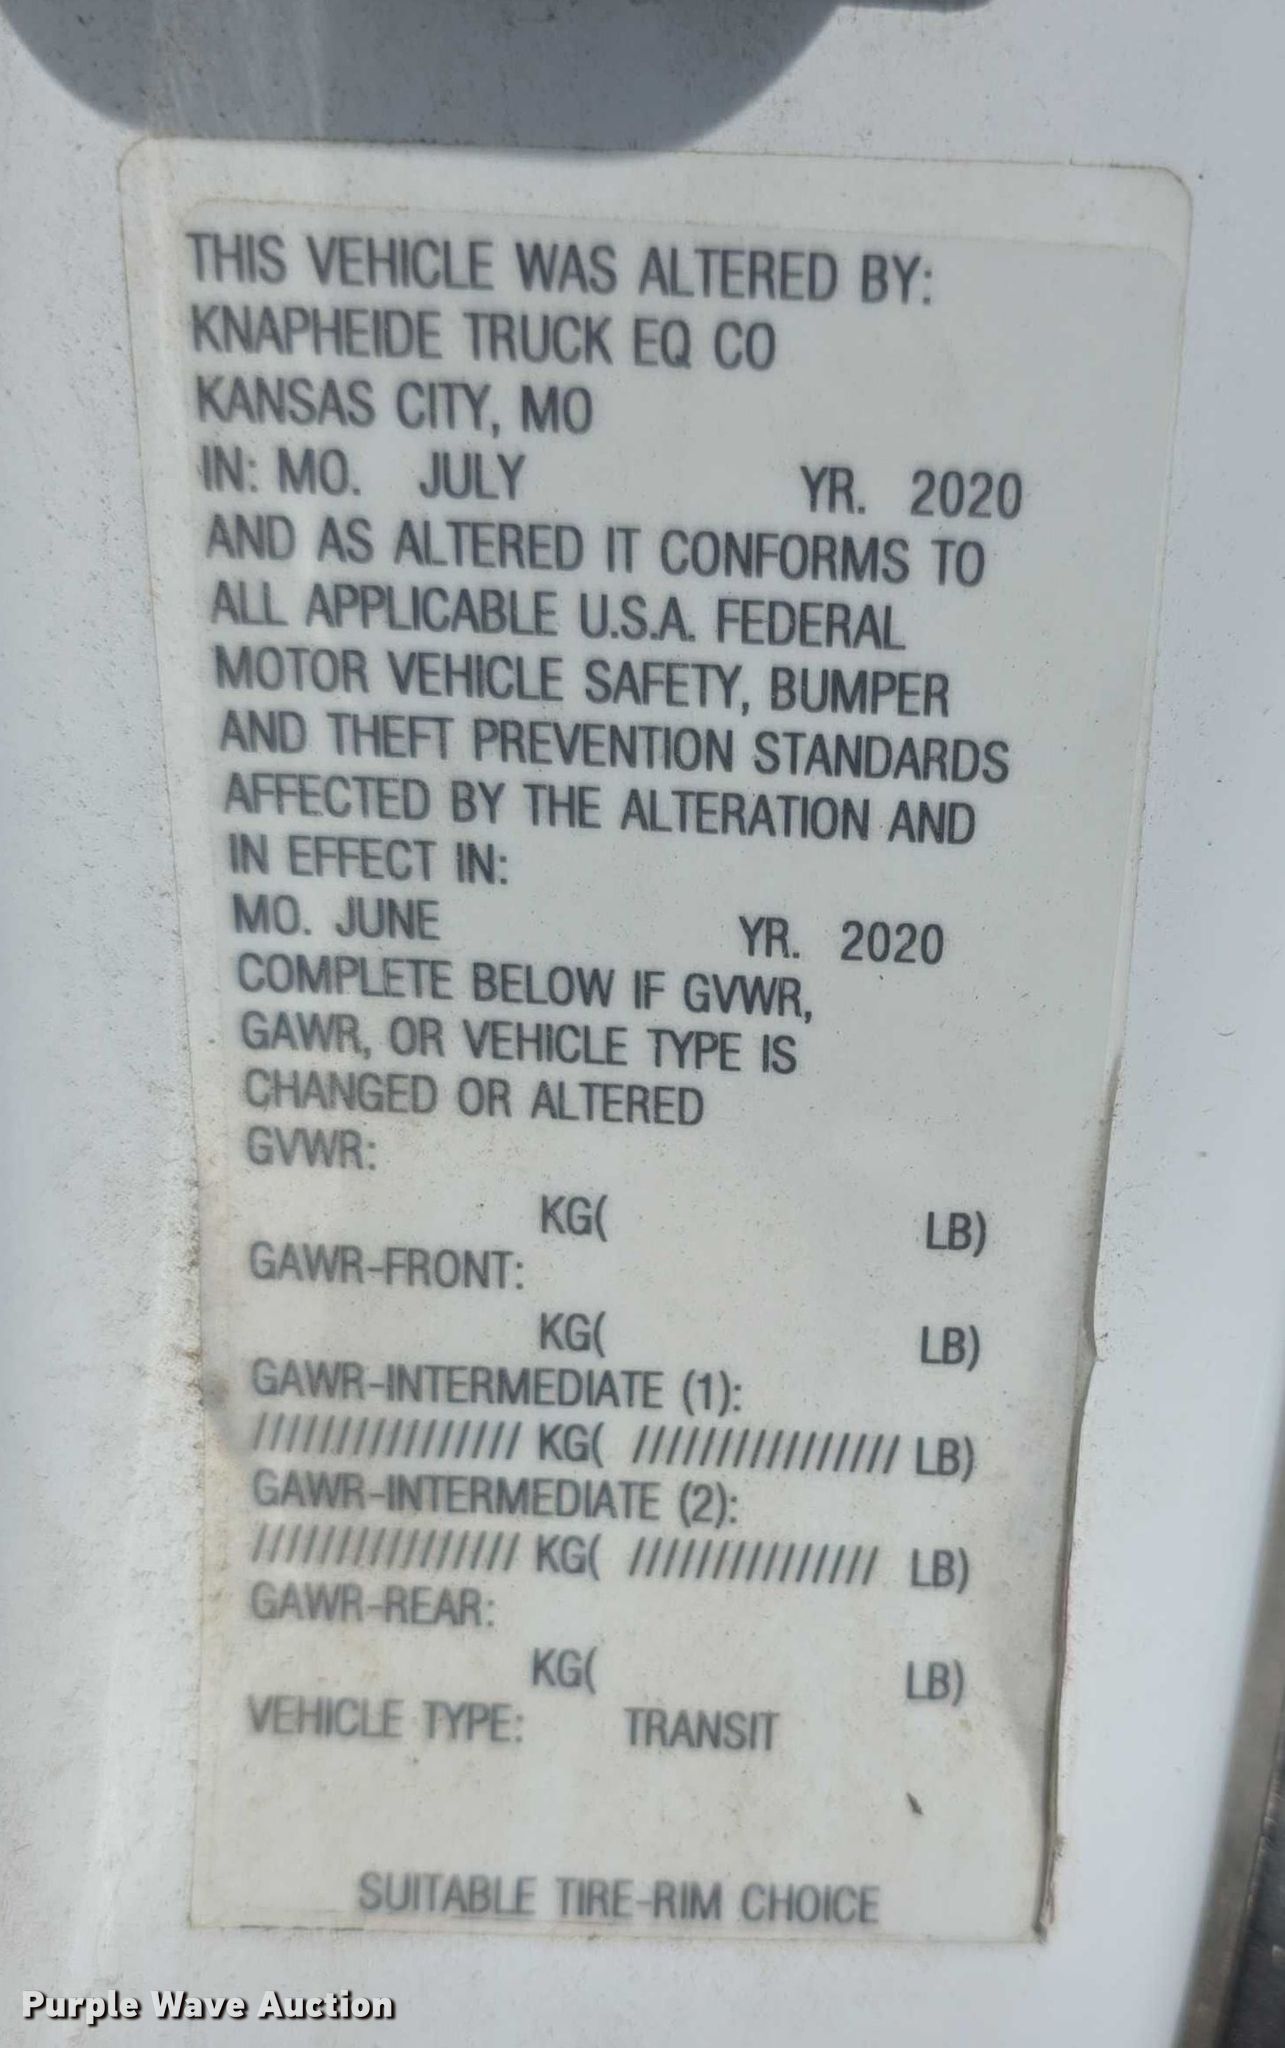 THIS VEHICLE WAS ALTERED BY:
KNAPHEIDE TRUCK EQ CO
KANSAS CITY, MO
IN: MO. JULY YR. 2020
AND AS ALTERED IT CONFORMS TO
ALL APPLICABLE U.S.A. FEDERAL
MOTOR VEHICLE SAFETY, BUMPER
AND THEFT PREVENTION STANDARDS
AFFECTED BY THE ALTERATION AND
IN EFFECT IN:
MO. JUNE YR. 2020
COMPLETE BELOW IF GVWR,
GAWR, OR VEHICLE TYPE IS
CHANGED OR ALTERED
GVWR:
KG( LB)
GAWR-FRONT:
KG( LB)
GAWR-INTERMEDIATE (1):
//////////////// KG( //////////////// LB)
GAWR-INTERMEDIATE (2):
//////////////// KG( /////////////// LB)
GAWR-REAR:
KG( LB)
VEHICLE TYPE: TRANSIT
SUITABLE TIRE-RIM CHOICE
Purple Wave Auction